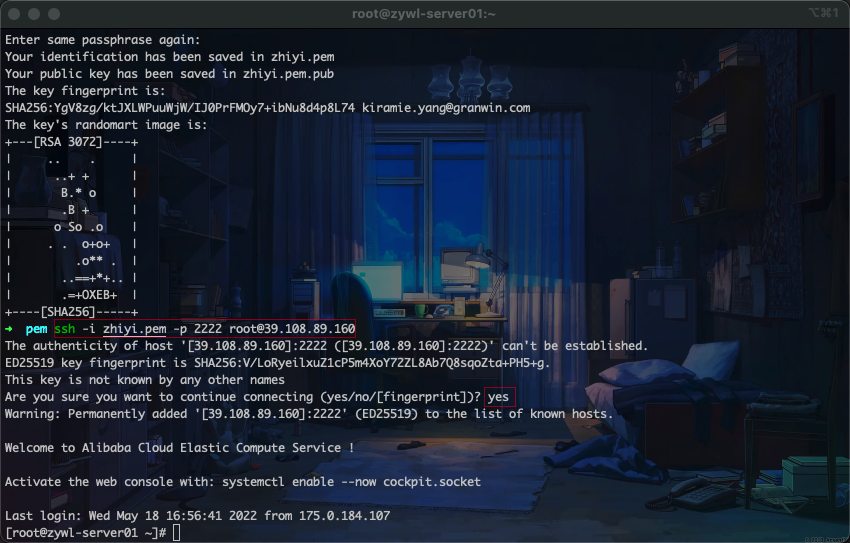 root@zywl-server01:~
⌥⌘1
Enter same passphrase again:
Your identification has been saved in zhiyi.pem
Your public key has been saved in zhiyi.pem.pub
The key fingerprint is:
SHA256:YgV8zg/ktJXLWPuuWjW/IJ0PrFMOy7+ibNu8d4p8L74 kiramie.yang@granwin.com
The key's randomart image is:
+---[RSA 3072]----+
|     ..    .     |
|      ..+ +      |
|       B.* o     |
|       .B +      |
|      o So .o    |
|     . .  o+o+   |
|         .o** .  |
|       ..==+*+.. |
|       .=+OXEB+  |
+----[SHA256]-----+
➜  pem ssh -i zhiyi.pem -p 2222 root@39.108.89.160
The authenticity of host '[39.108.89.160]:2222 ([39.108.89.160]:2222)' can't be established.
ED25519 key fingerprint is SHA256:V/LoRyeilxuZ1cP5m4XoY7ZZL8Ab7Q8sqoZta+PH5+g.
This key is not known by any other names
Are you sure you want to continue connecting (yes/no/[fingerprint])? yes
Warning: Permanently added '[39.108.89.160]:2222' (ED25519) to the list of known hosts.
Welcome to Alibaba Cloud Elastic Compute Service !
Activate the web console with: systemctl enable --now cockpit.socket
Last login: Wed May 18 16:56:41 2022 from 175.0.184.107
[root@zywl-server01 ~]#